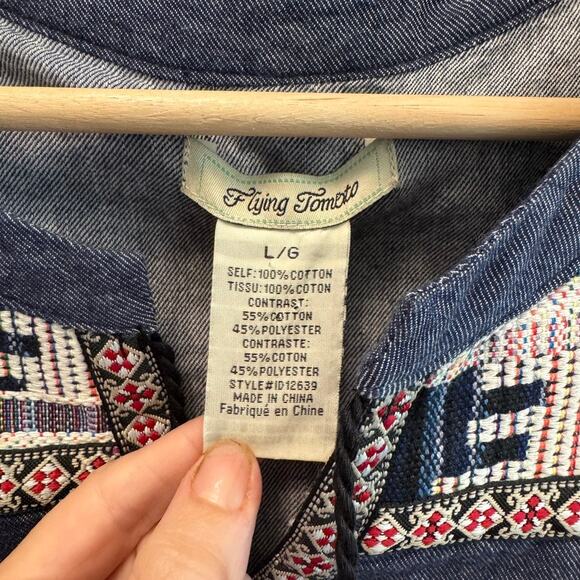 Flying Tomato
L/G
SELF:100%COTTON
TISSU:100%COTON
CONTRAST:
55%COTTON
45%POLYESTER
CONTRASTE:
55%COTON
45%POLYESTER
STYLE#ID12639
MADE IN CHINA
Fabriqué en Chine